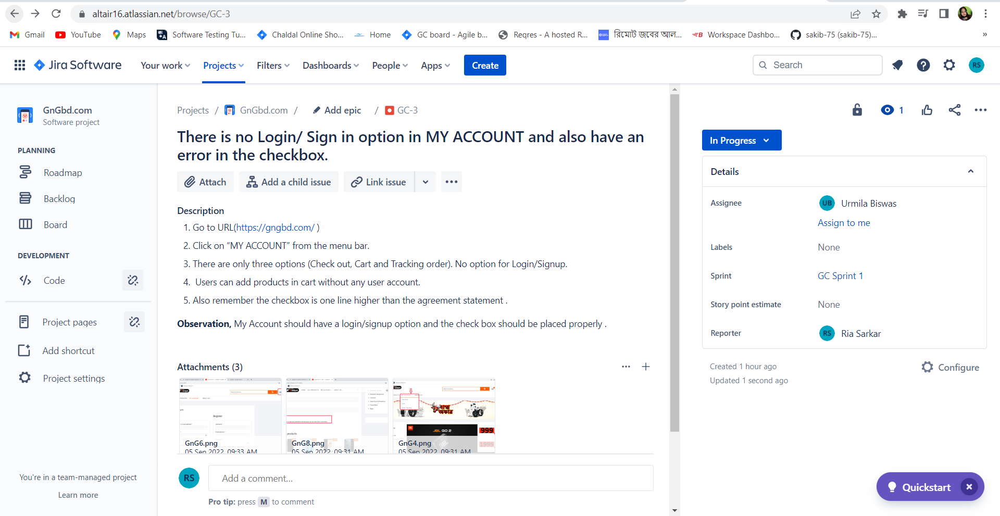 altair16.atlassian.net/browse/GC-3
Gmail YouTube Maps Software Testing Tu... Chaldal Online Sho... Home GC board - Agile b... Reqres - A hosted R... রিমোট জবের আল... Workspace Dashbo... sakib-75 (sakib-75)... »
Jira Software Your work Projects Filters Dashboards People Apps Create Search RS
GnGbd.com
Software project
PLANNING
Roadmap
Backlog
Board
DEVELOPMENT
Code
Project pages
Add shortcut
Project settings
You're in a team-managed project
Learn more
Projects / GnGbd.com / Add epic / GC-3
There is no Login/ Sign in option in MY ACCOUNT and also have an
error in the checkbox.
Attach Add a child issue Link issue
Description
1. Go to URL(https://gngbd.com/ )
2. Click on “MY ACCOUNT” from the menu bar.
3. There are only three options (Check out, Cart and Tracking order). No option for Login/Signup.
4. Users can add products in cart without any user account.
5. Also remember the checkbox is one line higher than the agreement statement .
Observation, My Account should have a login/signup option and the check box should be placed properly .
Attachments (3)
Register
products
হাম্বা
অফার
JBL GO 2
999
1999
GnG6.png GnG8.png GnG4.png
05 Sep 2022, 09:33 AM 05 Sep 2022, 09:31 AM 05 Sep 2022, 09:31 AM
RS Add a comment...
Pro tip: press M to comment
1
In Progress
Details
Assignee UB Urmila Biswas
Assign to me
Labels None
Sprint GC Sprint 1
Story point estimate None
Reporter RS Ria Sarkar
Created 1 hour ago
Updated 1 second ago
Configure
Quickstart